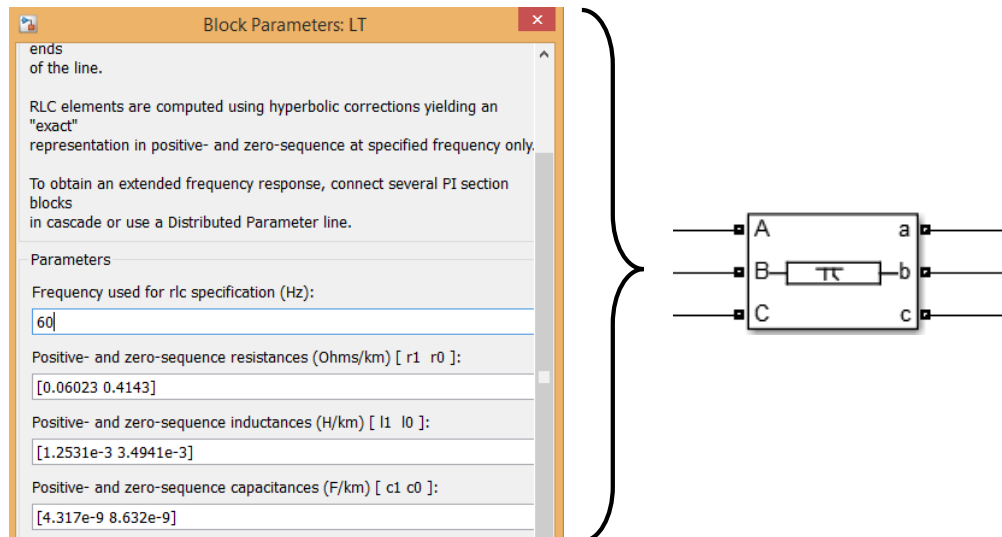 Block Parameters: LT
ends
of the line.
RLC elements are computed using hyperbolic corrections yielding an
"exact"
representation in positive- and zero-sequence at specified frequency only.
To obtain an extended frequency response, connect several PI section
blocks
in cascade or use a Distributed Parameter line.
Parameters
Frequency used for rlc specification (Hz):
60
Positive- and zero-sequence resistances (Ohms/km) [ r1 r0 ]:
[0.06023 0.4143]
Positive- and zero-sequence inductances (H/km) [ l1 l0 ]:
[1.2531e-3 3.4941e-3]
Positive- and zero-sequence capacitances (F/km) [ c1 c0 ]:
[4.317e-9 8.632e-9]
A a
B π b
C c